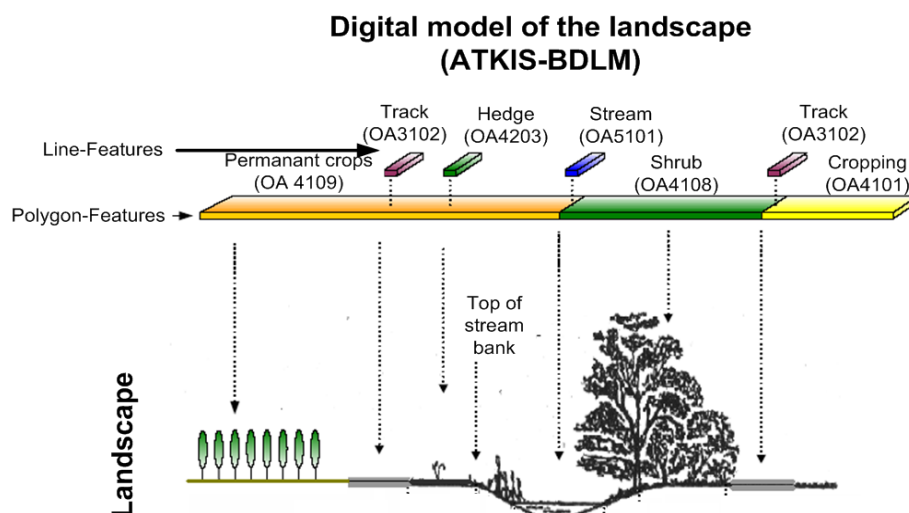 Digital model of the landscape
(ATKIS-BDLM)
Track
(OA3102)
Hedge
(OA4203)
Stream
(OA5101)
Track
(OA3102)
Line-Features
Permanant crops
(OA 4109)
Shrub
(OA4108)
Cropping
(OA4101)
Polygon-Features
Top of
stream
bank
Landscape